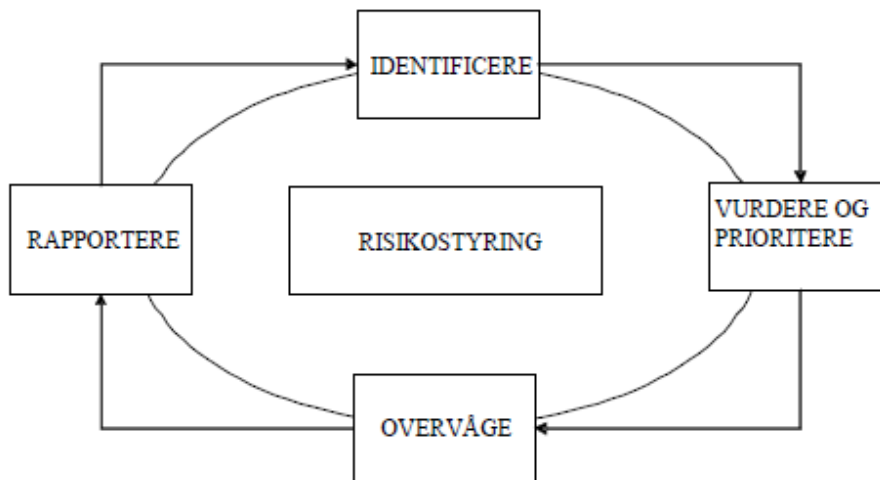 IDENTIFICERE
RAPPORTERE
RISIKOSTYRING
VURDERE OG
PRIORITERE
OVERVÅGE